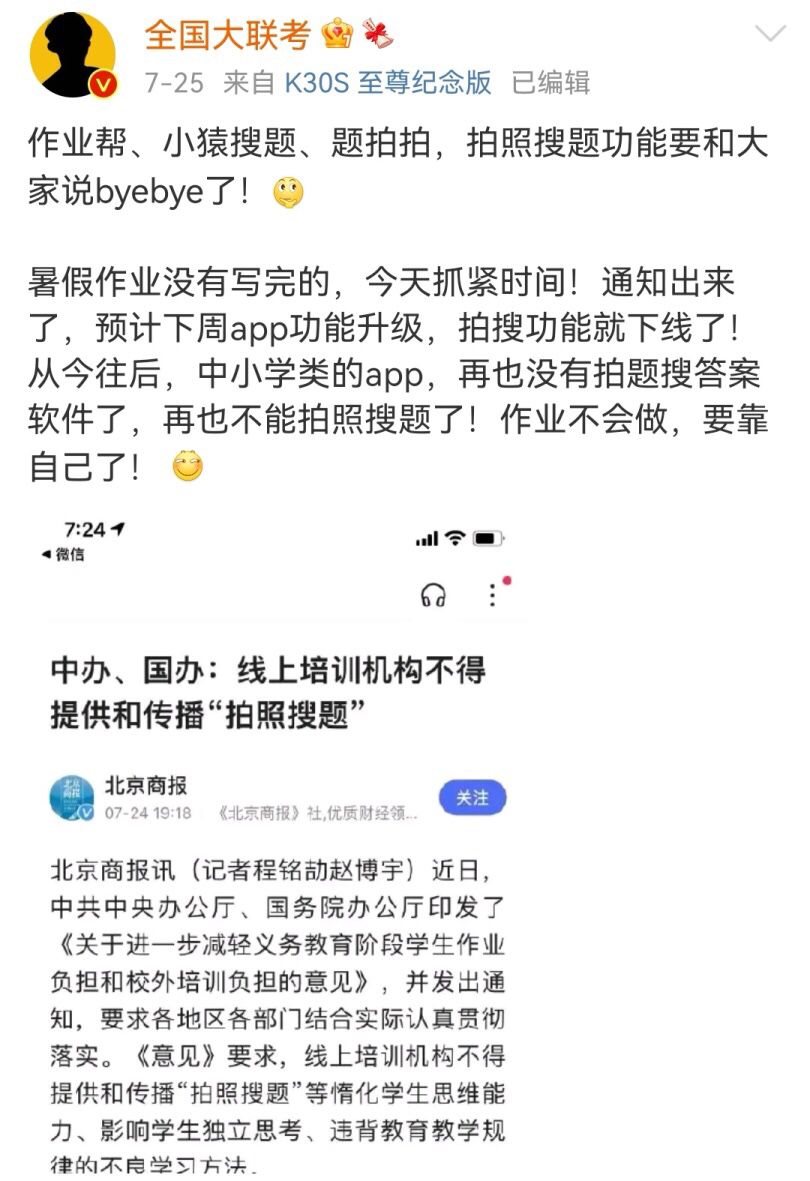 全国大联考
7-25 来自 K30S 至尊纪念版 已编辑
作业帮、小猿搜题、题拍拍，拍照搜题功能要和大
家说byebye了！
暑假作业没有写完的，今天抓紧时间！通知出来
了，预计下周app功能升级，拍搜功能就下线了！
从今往后，中小学类的app，再也没有拍题搜答案
软件了，再也不能拍照搜题了！作业不会做，要靠
自己了！
7:24
微信
中办、国办：线上培训机构不得
提供和传播“拍照搜题”
北京商报
07-24 19:18 《北京商报》社,优质财经领...
关注
北京商报讯（记者程铭劼赵博宇）近日，
中共中央办公厅、国务院办公厅印发了
《关于进一步减轻义务教育阶段学生作业
负担和校外培训负担的意见》，并发出通
知，要求各地区各部门结合实际认真贯彻
落实。《意见》要求，线上培训机构不得
提供和传播“拍照搜题”等惰化学生思维能
力、影响学生独立思考、违背教育教学规
律的不良学习方法。